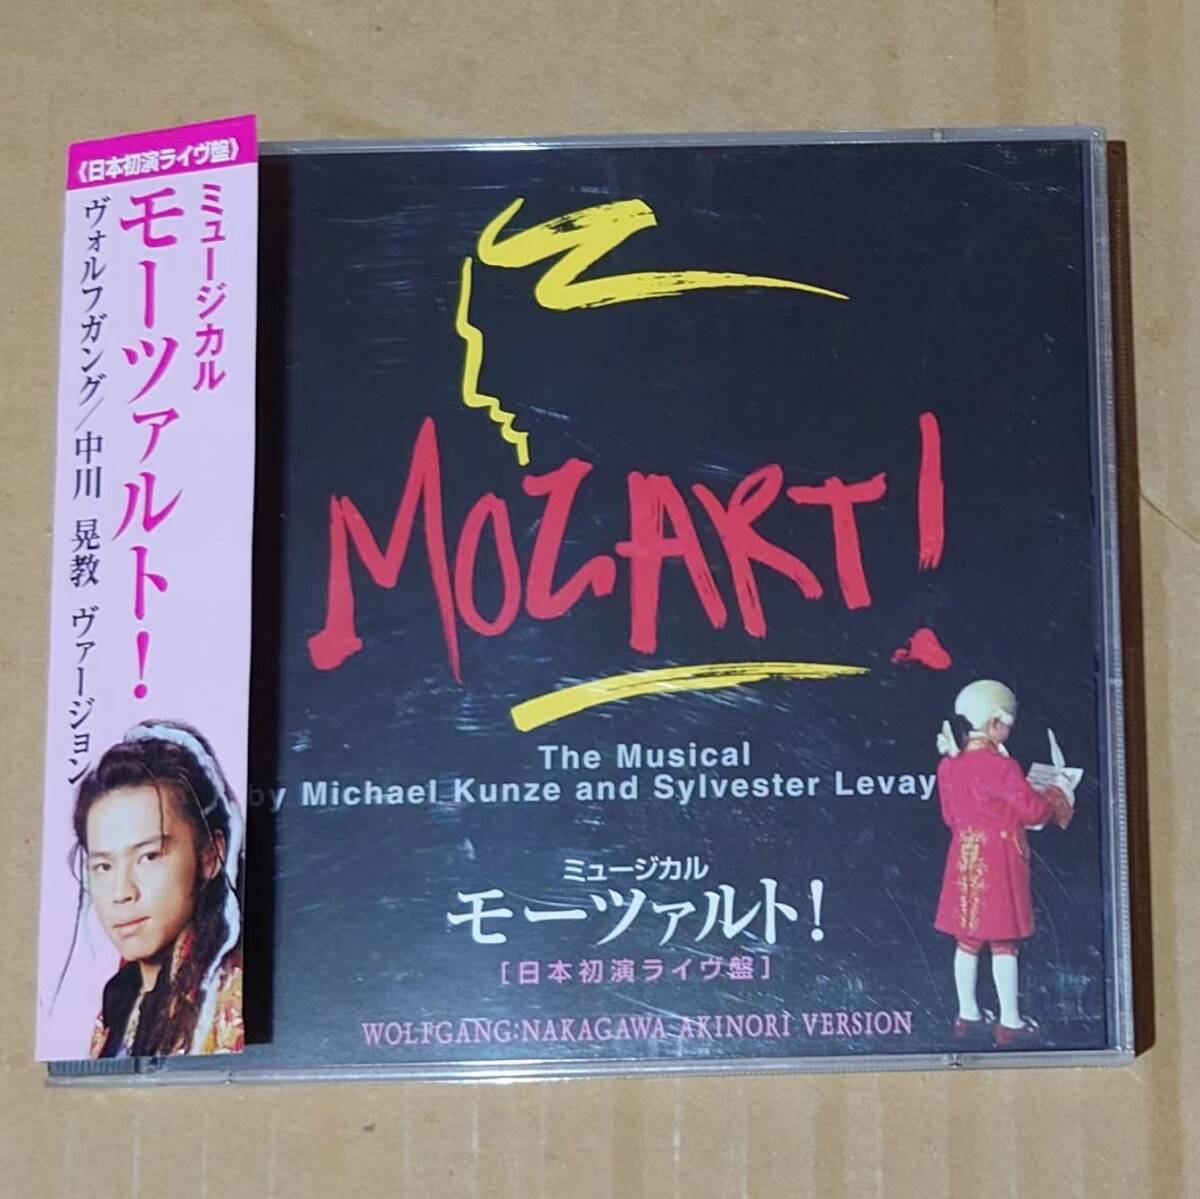 《日本初演ライヴ盤》
ミュージカル
モーツァルト!
ヴォルフガング/中川 晃教 ヴァージョン
MOZART!
The Musical
by Michael Kunze and Sylvester Levay
ミュージカル
モーツァルト!
[日本初演ライヴ盤]
WOLFGANG:NAKAGAWA AKINORI VERSION